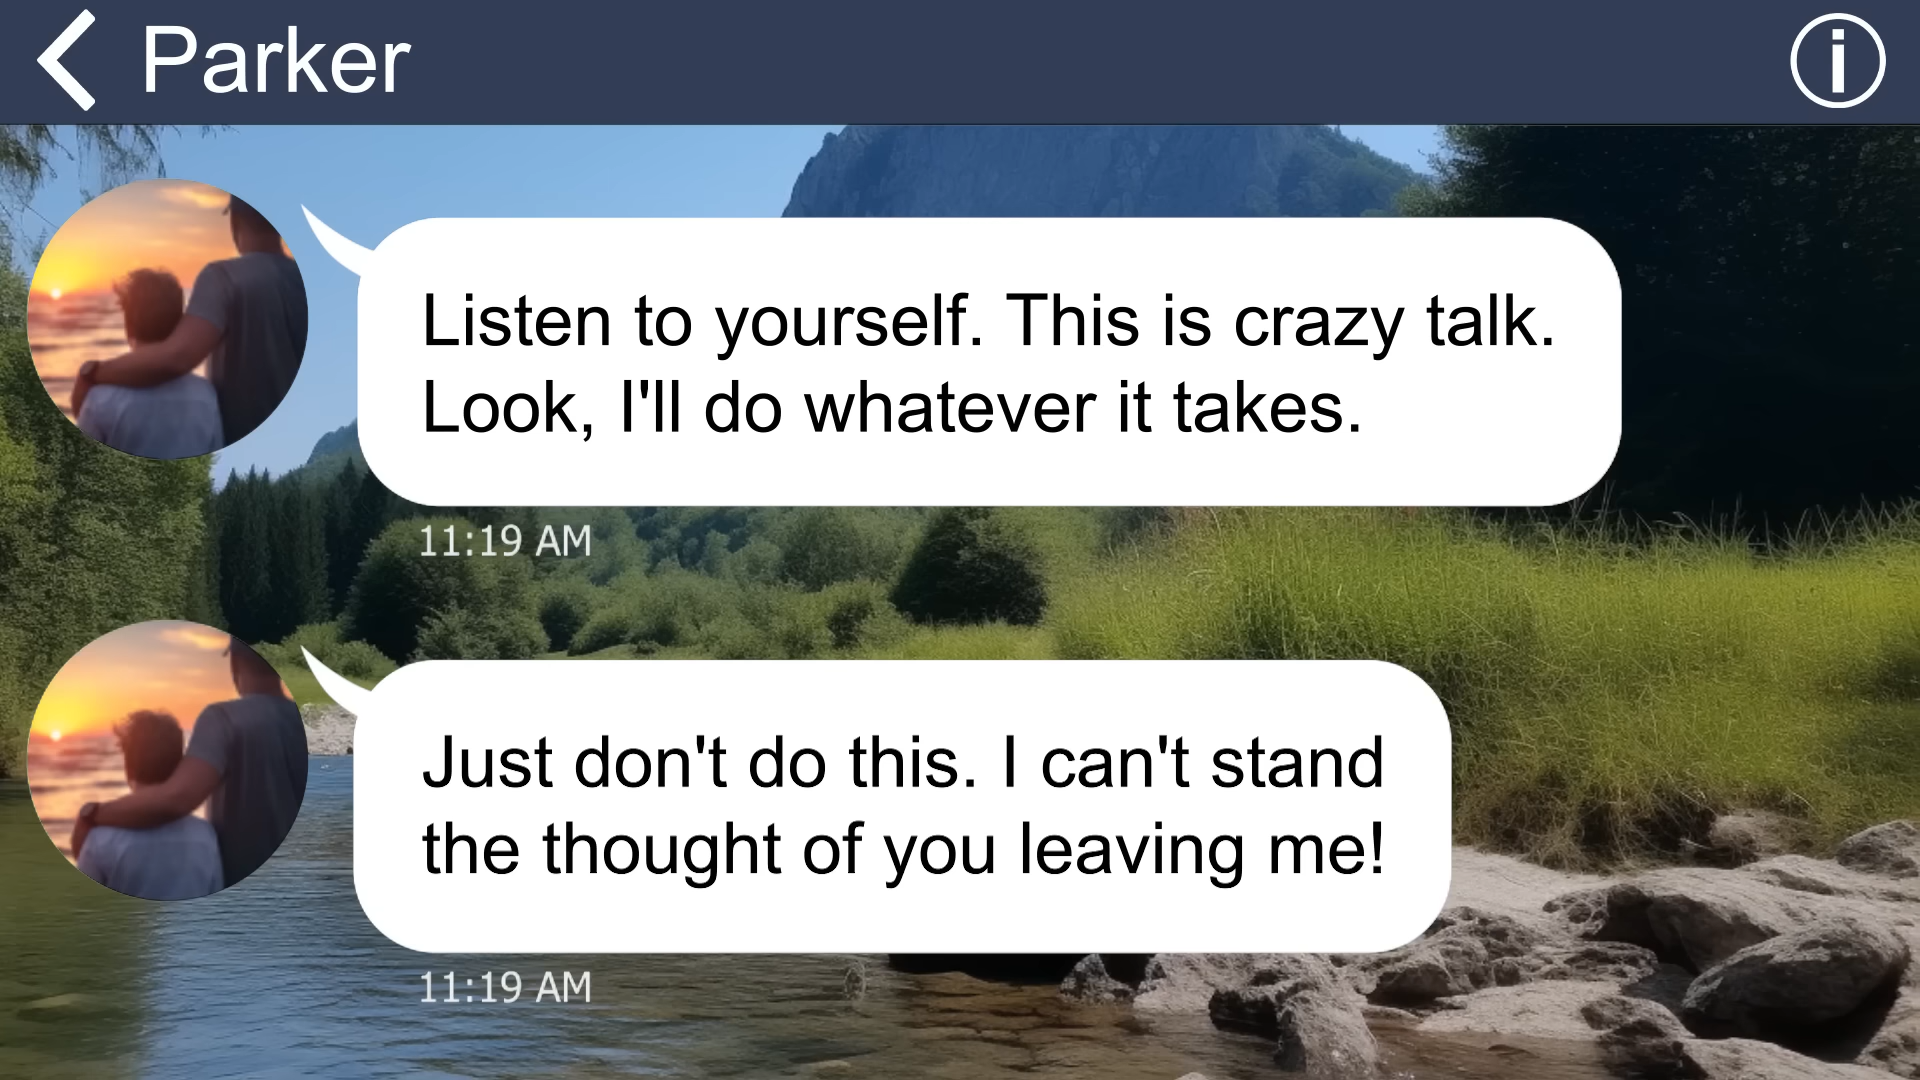 Parker
Listen to yourself. This is crazy talk.
Look, I'll do whatever it takes.
11:19 AM
Just don't do this. I can't stand
the thought of you leaving me!
11:19 AM